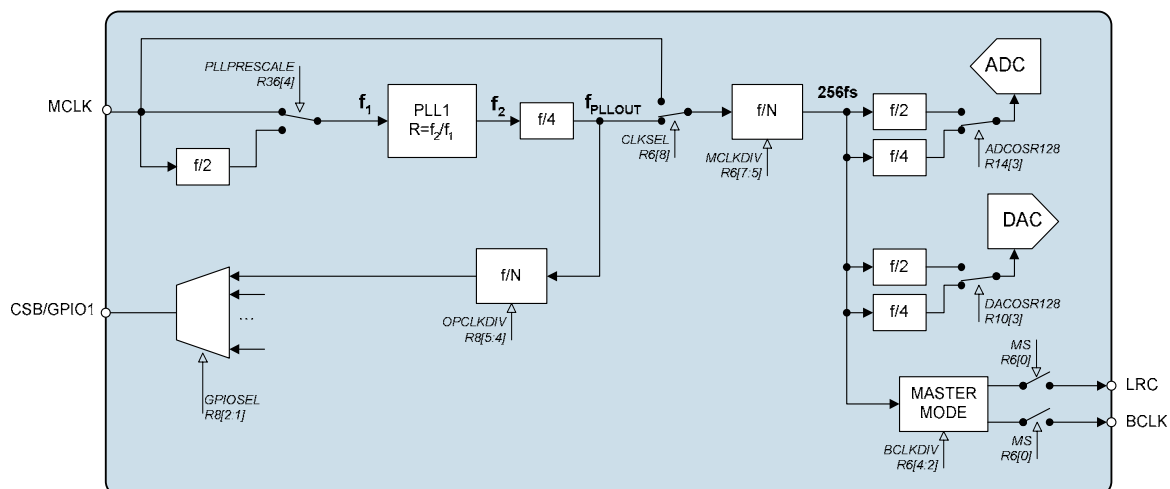 MCLK
PLLPRESCALE
R36[4]
f/2
f1
PLL1
R=f2/f1
f2
f/4
fPLLOUT
CLKSEL
R6[8]
f/N
MCLKDIV
R6[7:5]
256fs
f/2
f/4
ADC
ADCOSR128
R14[3]
DAC
f/2
f/4
DACOSR128
R10[3]
CSB/GPIO1
...
GPIOSEL
R8[2:1]
f/N
OPCLKDIV
R8[5:4]
MASTER
MODE
BCLKDIV
R6[4:2]
MS
R6[0]
LRC
BCLK
MS
R6[0]